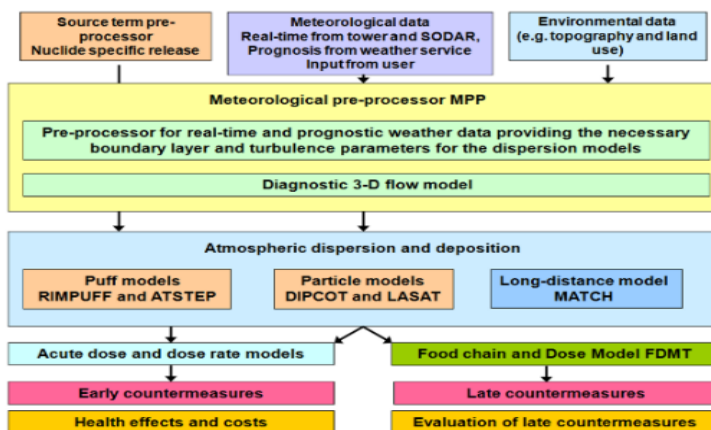 Source term pre-
processor
Nuclide specific release
Meteorological data
Real-time from tower and SODAR,
Prognosis from weather service
Input from user
Environmental data
(e.g. topography and land
use)
Meteorological pre-processor MPP
Pre-processor for real-time and prognostic weather data providing the necessary
boundary layer and turbulence parameters for the dispersion models
Diagnostic 3-D flow model
Atmospheric dispersion and deposition
Puff models
RIMPUFF and ATSTEP
Particle models
DIPCOT and LASAT
Long-distance model
MATCH
Acute dose and dose rate models
Food chain and Dose Model FDMT
Early countermeasures
Late countermeasures
Health effects and costs
Evaluation of late countermeasures